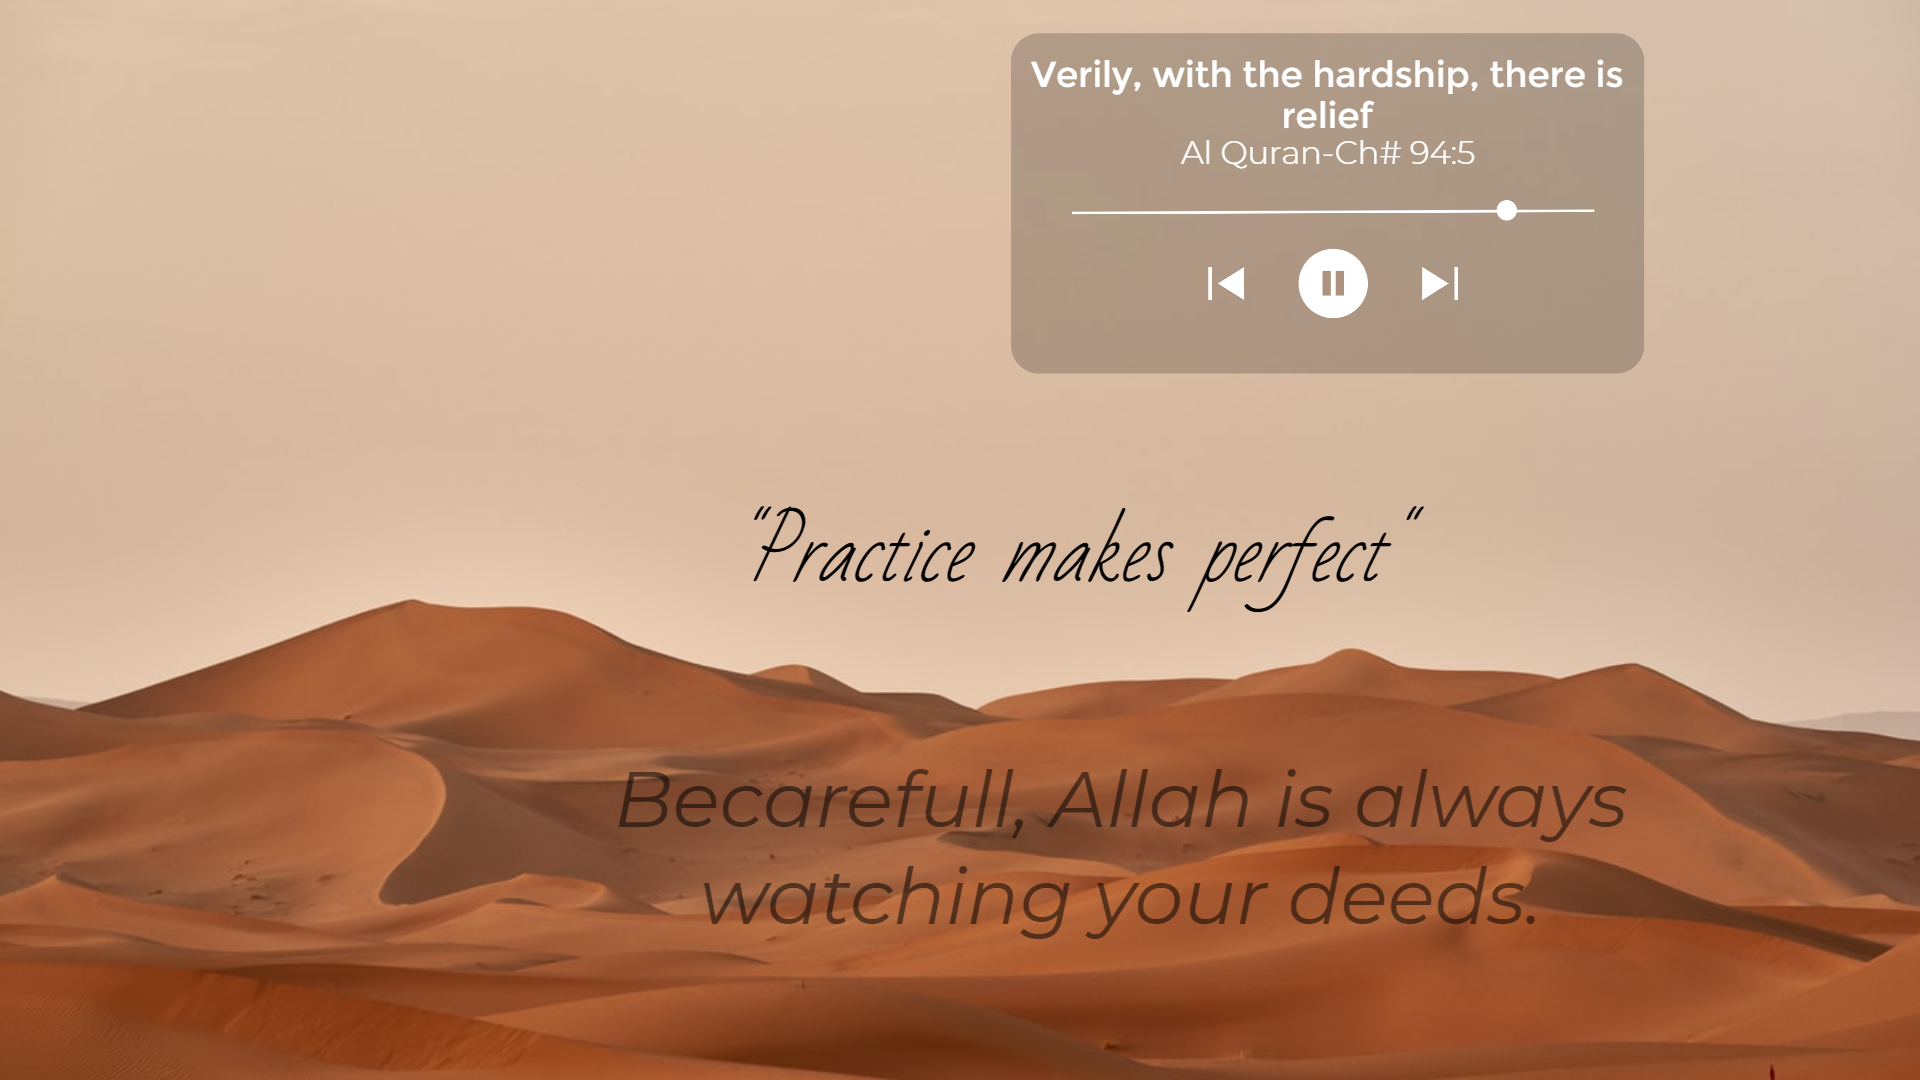 Verily, with the hardship, there is
relief
Al Quran-Ch# 94:5
“Practice makes perfect“
Becarefull, Allah is always
watching your deeds.